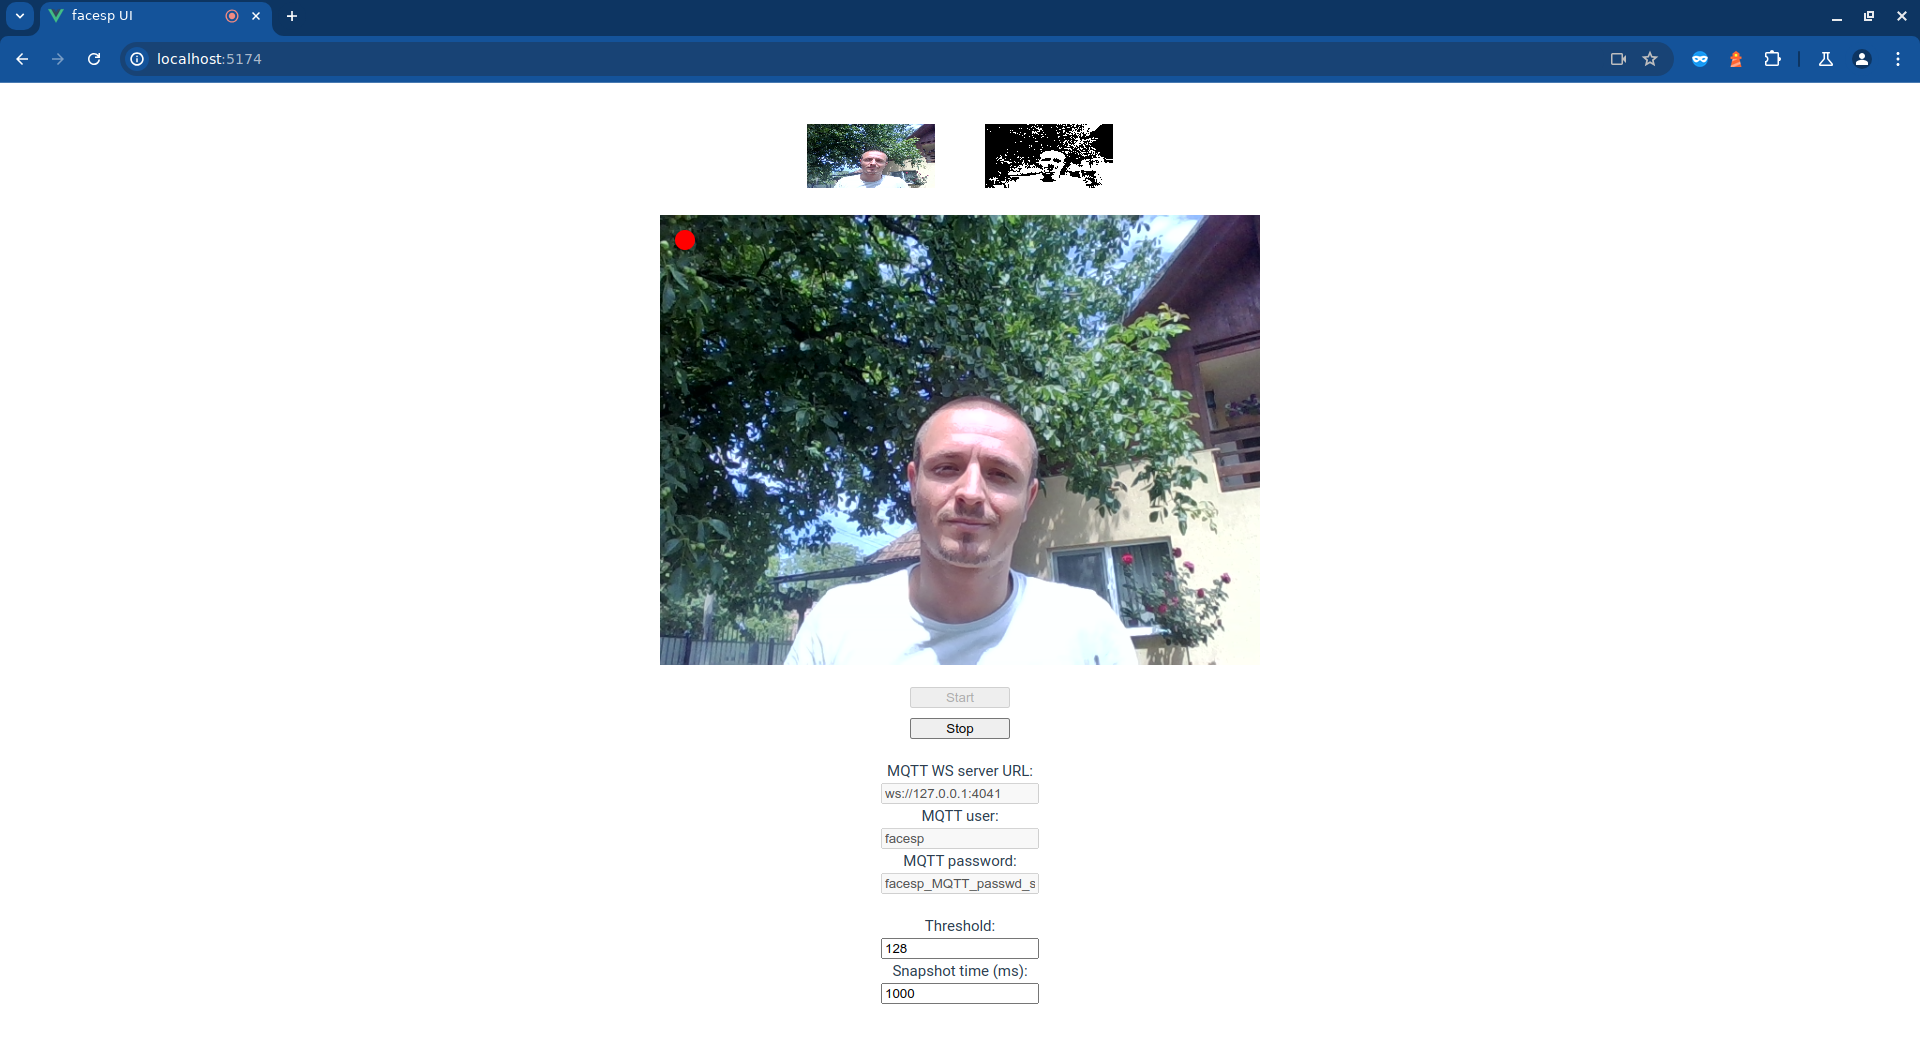 facesp UI
localhost:5174
Start
Stop
MQTT WS server URL:
ws://127.0.0.1:4041
MQTT user:
facesp
MQTT password:
facesp_MQTT_passwd_s
Threshold:
128
Snapshot time (ms):
1000